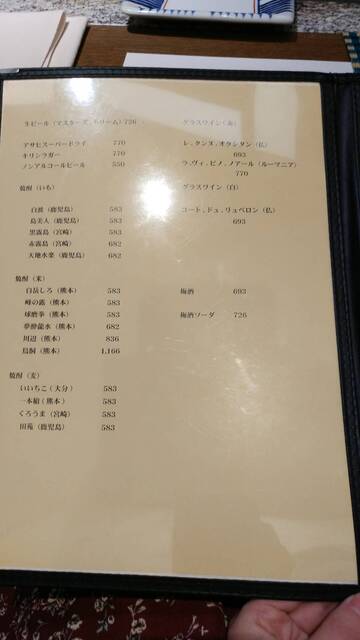 生ビール（マスターズ、ドリーム）726
アサヒスーパードライ 770
キリンラガー 770
ノンアルコールビール 550
焼酎（いも）
白波（鹿児島） 583
島美人（鹿児島） 583
黒霧島（宮崎） 583
赤霧島（宮崎） 682
天地水楽（鹿児島） 682
焼酎（米）
白岳しろ（熊本） 583
峰の露（熊本） 583
球磨拳（熊本） 583
夢酔龍水（熊本） 682
川辺（熊本） 836
鳥飼（熊本） 1,166
焼酎（麦）
いいちこ（大分） 583
一本槍（熊本） 583
くろうま（宮崎） 583
田苑（鹿児島） 583
グラスワイン（赤）
レ、タンヌ、オクシタン（仏）
693
ラ、ヴィ、ピノ、ノアール（ルーマニア）
770
グラスワイン（白）
コート、ドュ、リュベロン（仏）
693
梅酒 693
梅酒ソーダ 726